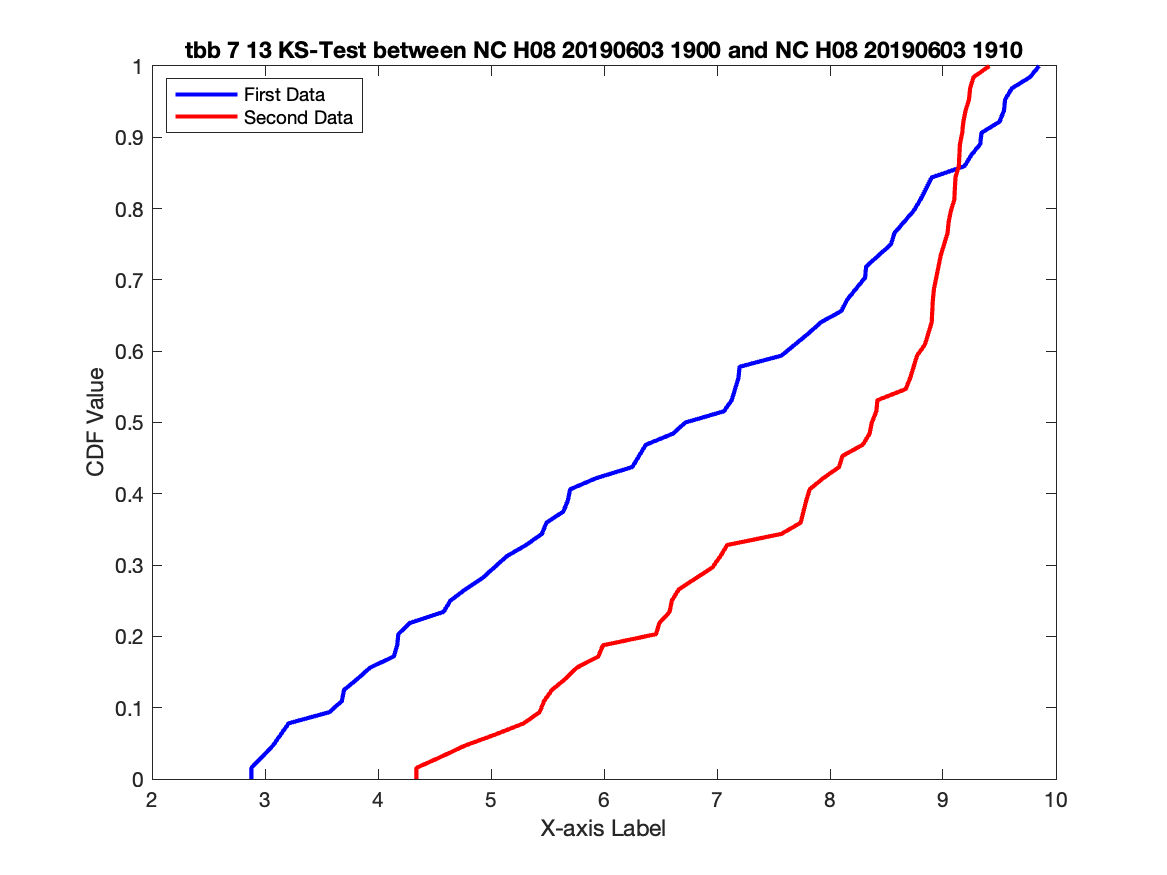 tbb 7 13 KS-Test between NC H08 20190603 1900 and NC H08 20190603 1910
First Data
Second Data
1
0.9
0.8
0.7
0.6
0.5
0.4
0.3
0.2
0.1
0
CDF Value
2 3 4 5 6 7 8 9 10
X-axis Label